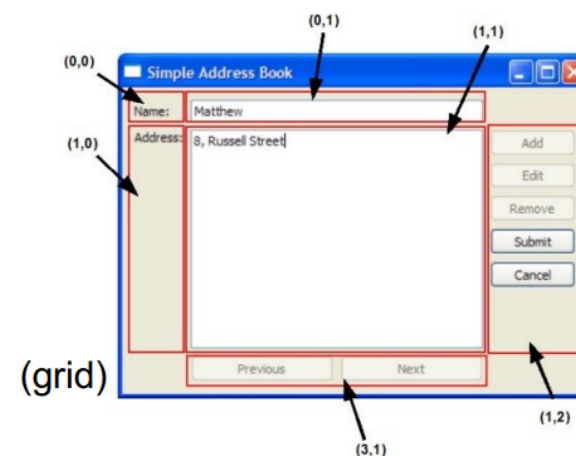 (0,1)
(1,1)
(0,0)
Simple Address Book
Name:
Matthew
(1,0)
Address:
8, Russell Street
Add
Edit
Remove
Submit
Cancel
(grid)
Previous
Next
(1,2)
(3,1)